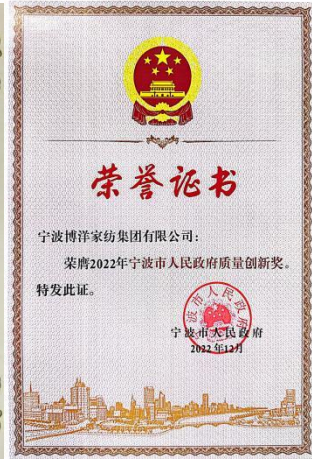 荣誉证书
宁波博洋家纺集团有限公司：
荣膺2022年宁波市人民政府质量创新奖。
特发此证。
宁波市人民政府
2022年12月